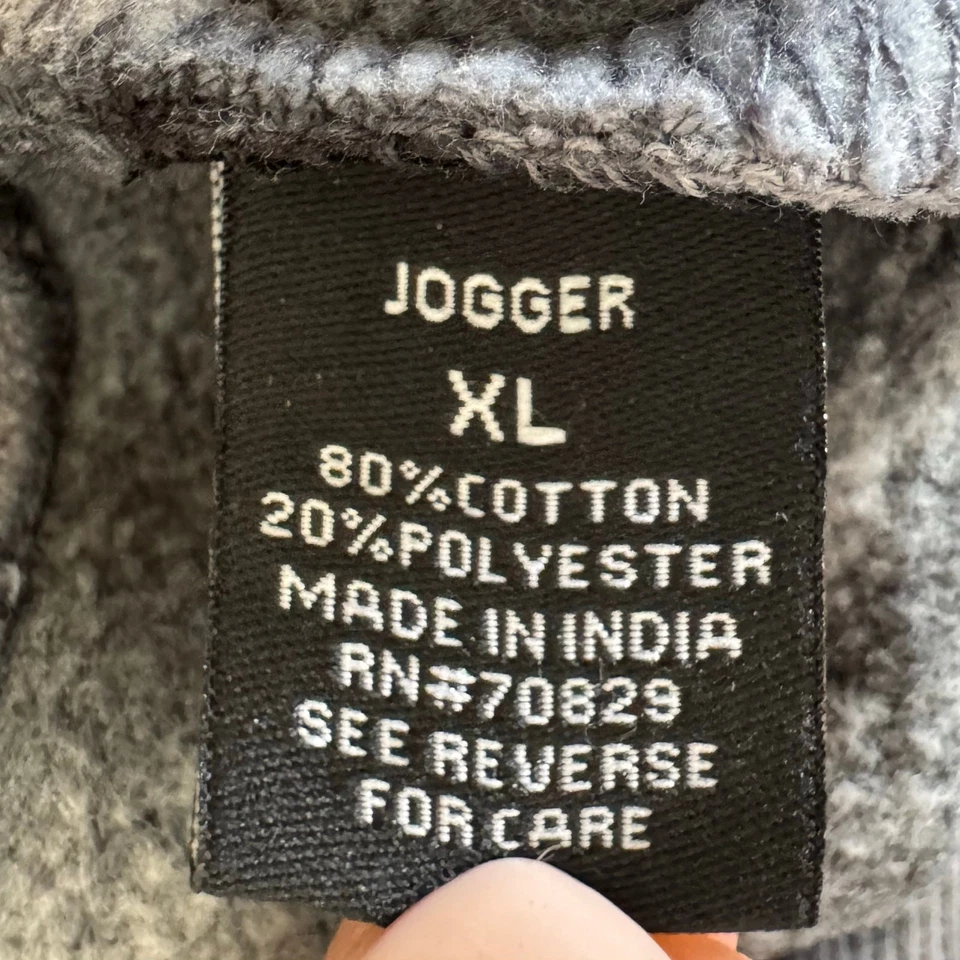 JOGGER
XL
80%COTTON
20%POLYESTER
MADE IN INDIA
RN#70829
SEE REVERSE
FOR CARE